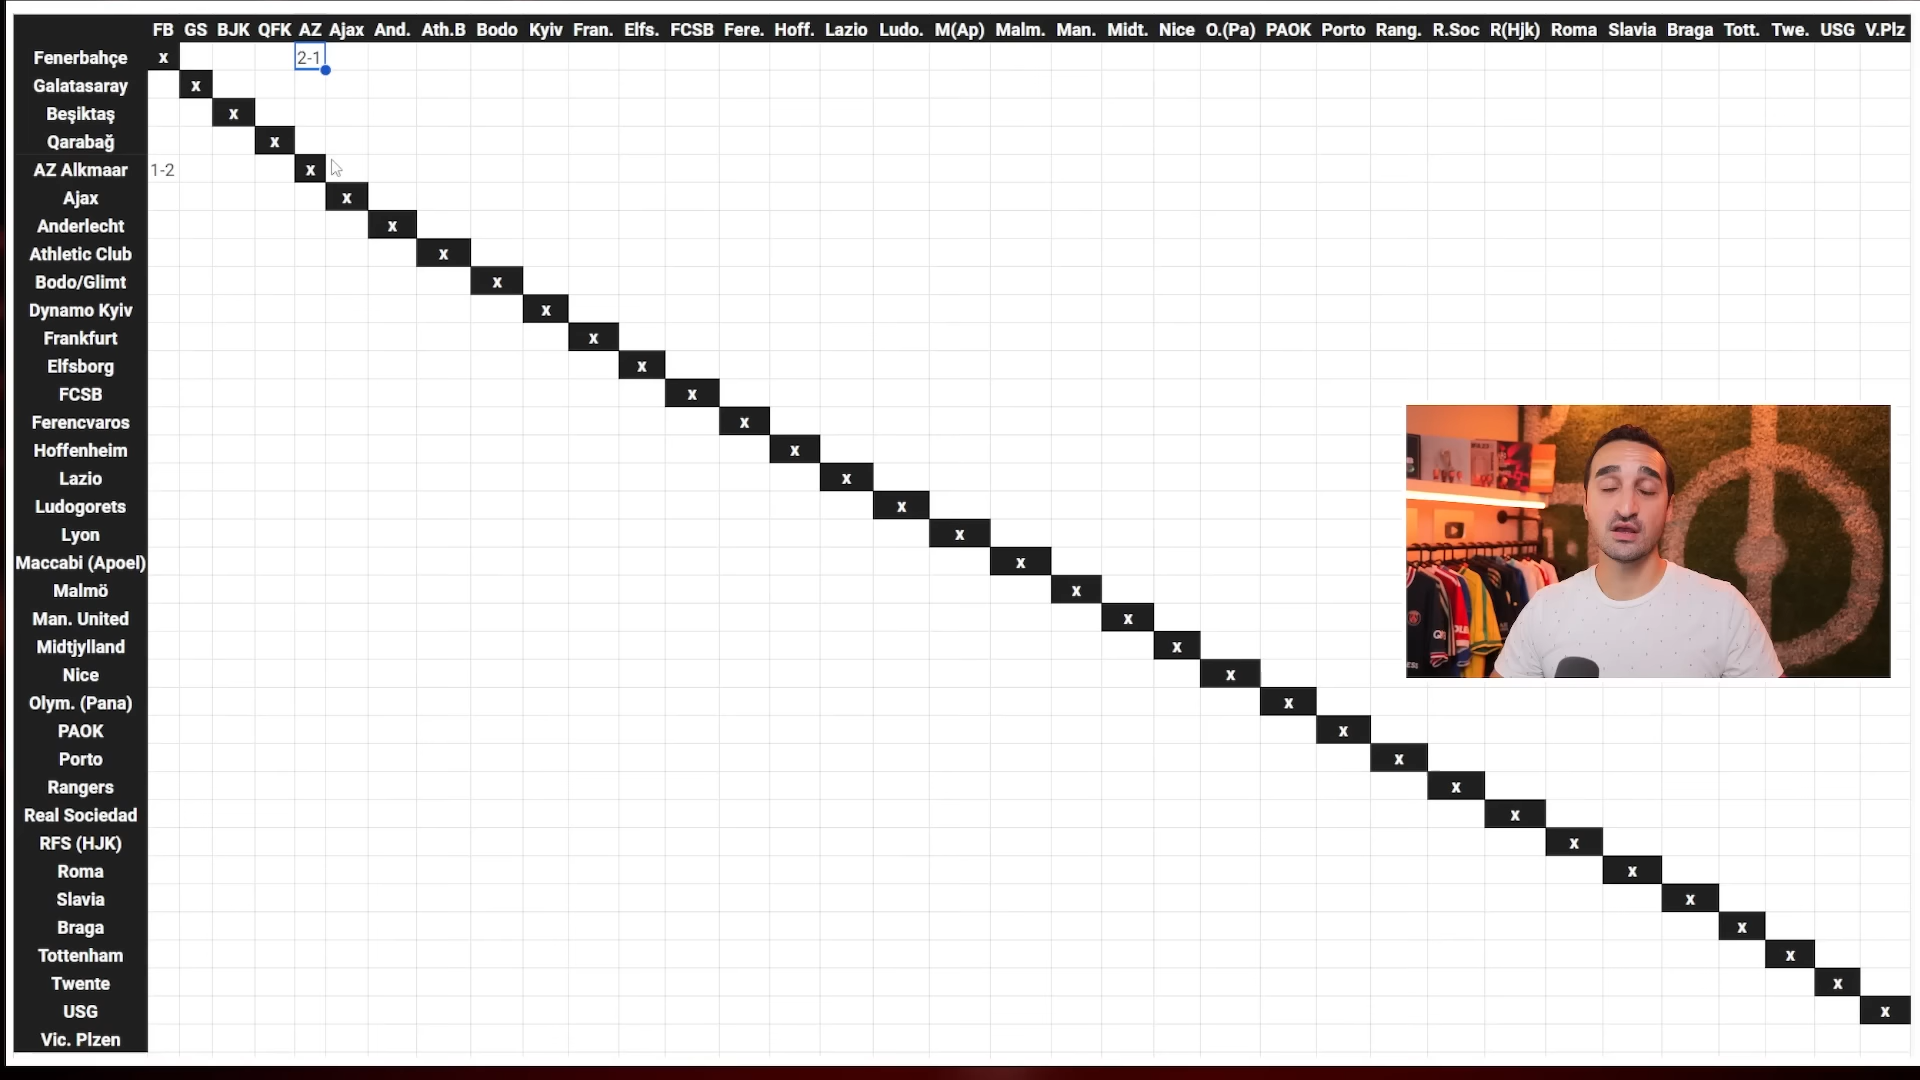 FB GS BJK QFK AZ Ajax And. Ath.B Bodo Kyiv Fran. Elfs. FCSB Fere. Hoff. Lazio Ludo. M(Ap) Malm. Man. Midt. Nice O.(Pa) PAOK Porto Rang. R.Soc R(Hjk) Roma Slavia Braga Tott. Twe. USG V.Plz
Fenerbahçe x 2-1
Galatasaray x
Beşiktaş x
Qarabağ x
AZ Alkmaar 1-2 x
Ajax x
Anderlecht x
Athletic Club x
Bodo/Glimt x
Dynamo Kyiv x
Frankfurt x
Elfsborg x
FCSB x
Ferencvaros x
Hoffenheim x
Lazio x
Ludogorets x
Lyon x
Maccabi (Apoel) x
Malmö x
Man. United x
Midtjylland x
Nice x
Olym. (Pana) x
PAOK x
Porto x
Rangers x
Real Sociedad x
RFS (HJK) x
Roma x
Slavia x
Braga x
Tottenham x
Twente x
USG x
Vic. Plzen